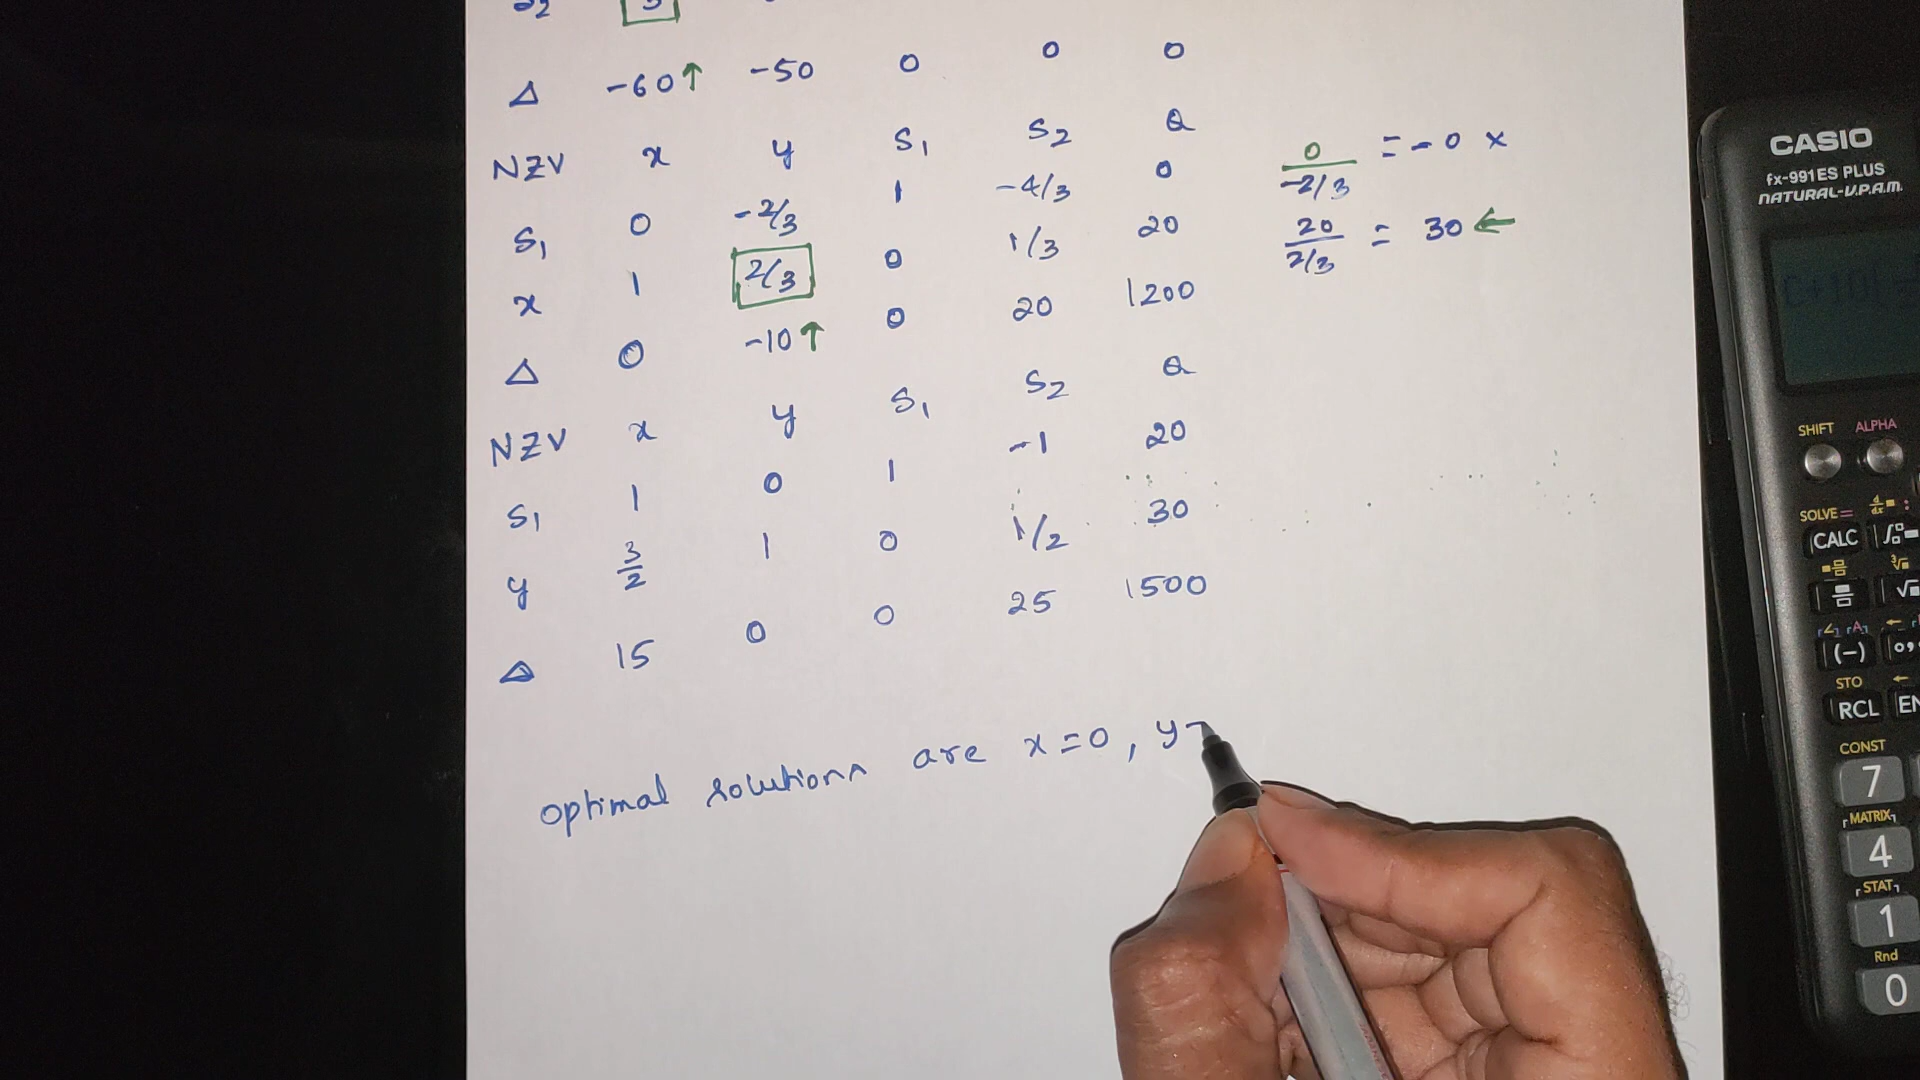 S2 3
Δ -60↑ -50 0 0 0
NZV x y S1 S2 Q
S1 0 -2/3 1 -4/3 0
x 1 2/3 0 1/3 20
Δ 0 -10↑ 0 20 1200
0/-2/3 = -0 x
20/2/3 = 30 ←
NZV x y S1 S2 Q
S1 1 0 1 -1 20
y 3/2 1 0 1/2 30
Δ 15 0 0 25 1500
optimal solutions are x=0, y
CASIO
fx-991ES PLUS
NATURAL-V.P.A.M.
SHIFT ALPHA
SOLVE = d/dx :
CALC
(-)
STO
RCL
CONST
7
MATRIX
4
STAT
1
Rnd
0